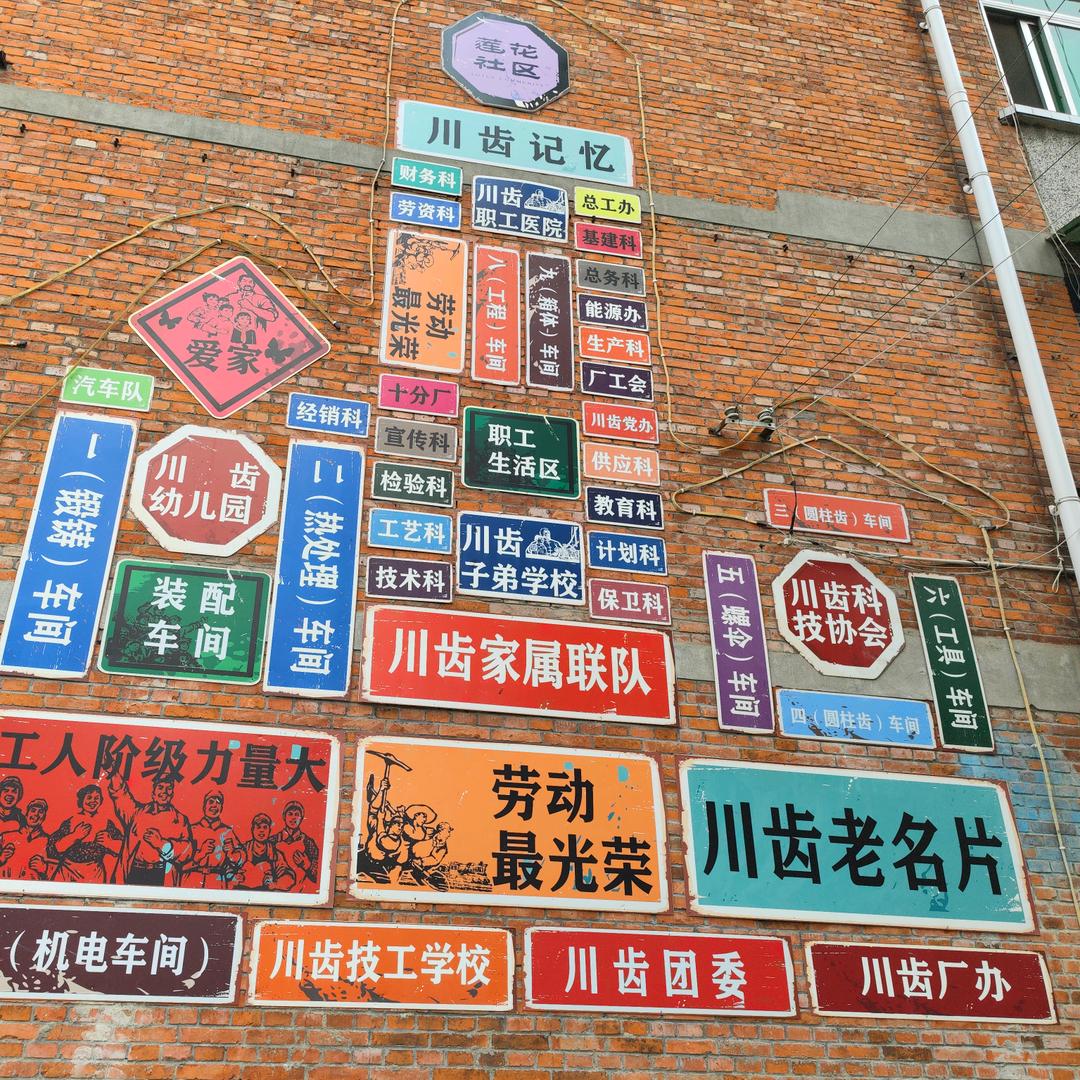 莲花
社区
川齿记忆
财务科
劳资科
川齿
职工医院
总工办
基建科
劳动
最光荣
八（工程）车间
九（箱体）车间
总务科
能源办
生产科
厂工会
爱家
汽车队
经销科
十分厂
宣传科
检验科
工艺科
技术科
职工
生活区
川齿党办
供应科
教育科
计划科
保卫科
川齿
子弟学校
一（锻铸）车间
川齿
幼儿园
二（热处理）车间
装配
车间
川齿家属联队
三（圆柱齿）车间
五（螺伞）车间
川齿科
技协会
六（工具）车间
四（圆柱齿）车间
工人阶级力量大
劳动
最光荣
川齿老名片
（机电车间）
川齿技工学校
川齿团委
川齿厂办